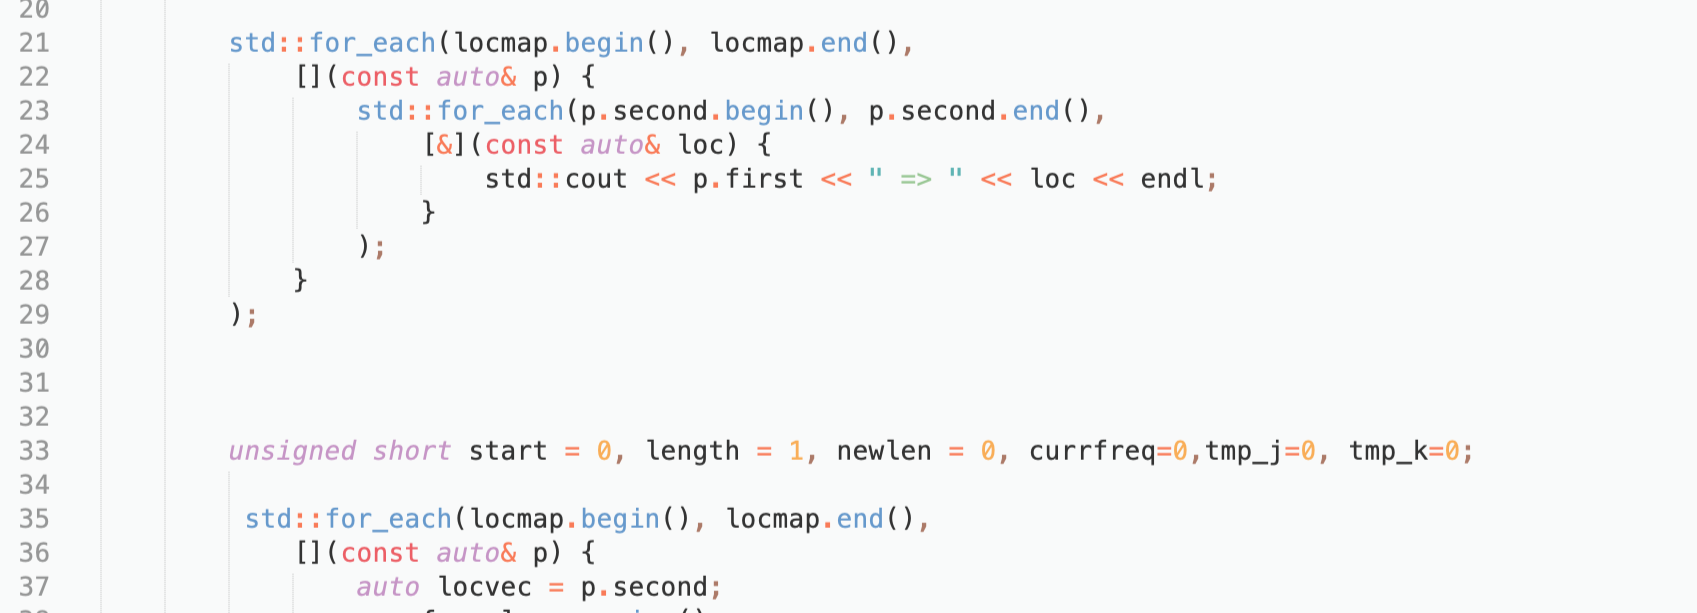 20
21 std::for_each(locmap.begin(), locmap.end(),
22 [](const auto& p) {
23 std::for_each(p.second.begin(), p.second.end(),
24 [&](const auto& loc) {
25 std::cout << p.first << " => " << loc << endl;
26 }
27 );
28 }
29 );
30
31
32
33 unsigned short start = 0, length = 1, newlen = 0, currfreq=0,tmp_j=0, tmp_k=0;
34
35 std::for_each(locmap.begin(), locmap.end(),
36 [](const auto& p) {
37 auto locvec = p.second;